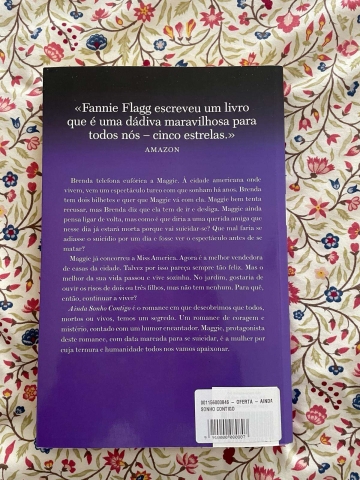 «Fannie Flagg escreveu um livro
que é uma dádiva maravilhosa para
todos nós – cinco estrelas.»
AMAZON
Brenda telefona eufórica a Maggie. À cidade americana onde
vivem, vem um espectáculo turco com que sonham há anos. Brenda
tem dois bilhetes e quer que Maggie vá com ela. Maggie bem tenta
recusar, mas Brenda diz que ela tem de ir e desliga. Maggie ainda
pensa ligar de volta, mas como é que diria a uma querida amiga que
nesse dia já estará morta porque vai suicidar-se? Que mal faria se
adiasse o suicídio por um dia e fosse ver o espectáculo antes de se
matar?
Maggie já concorreu a Miss America. Agora é a melhor vendedora
de casas da cidade. Talvez por isso pareça sempre tão feliz. Mas o
melhor da sua vida passou e vive sozinha. No jardim, gostaria de
ouvir os risos de dois ou três filhos, mas não tem nenhum. Para quê,
então, continuar a viver?
Ainda Sonho Contigo é o romance em que descobrimos que todos,
mortos ou vivos, temos um segredo. Um romance de coragem e
mistério, contado com um humor encantador. Maggie, protagonista
deste romance, com data marcada para se suicidar, é a mulher por
cuja ternura e humanidade todos nos vamos apaixonar.
OFERTA - AINDA
SONHO CONTIGO